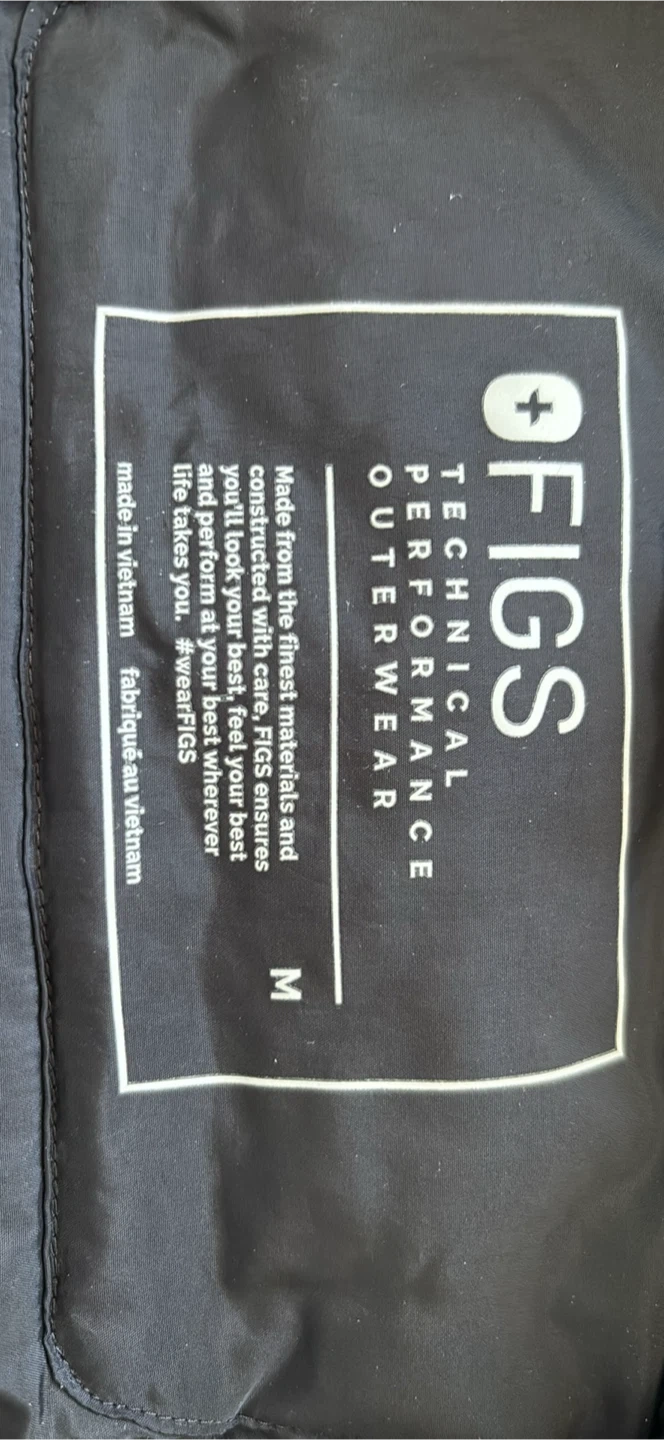 FIGS
TECHNICAL
PERFORMANCE
OUTERWEAR
Made from the finest materials and
constructed with care, FIGS ensures
you'll look your best, feel your best
and perform at your best wherever
life takes you. #wearFIGS
M
made in vietnam fabriqué au vietnam